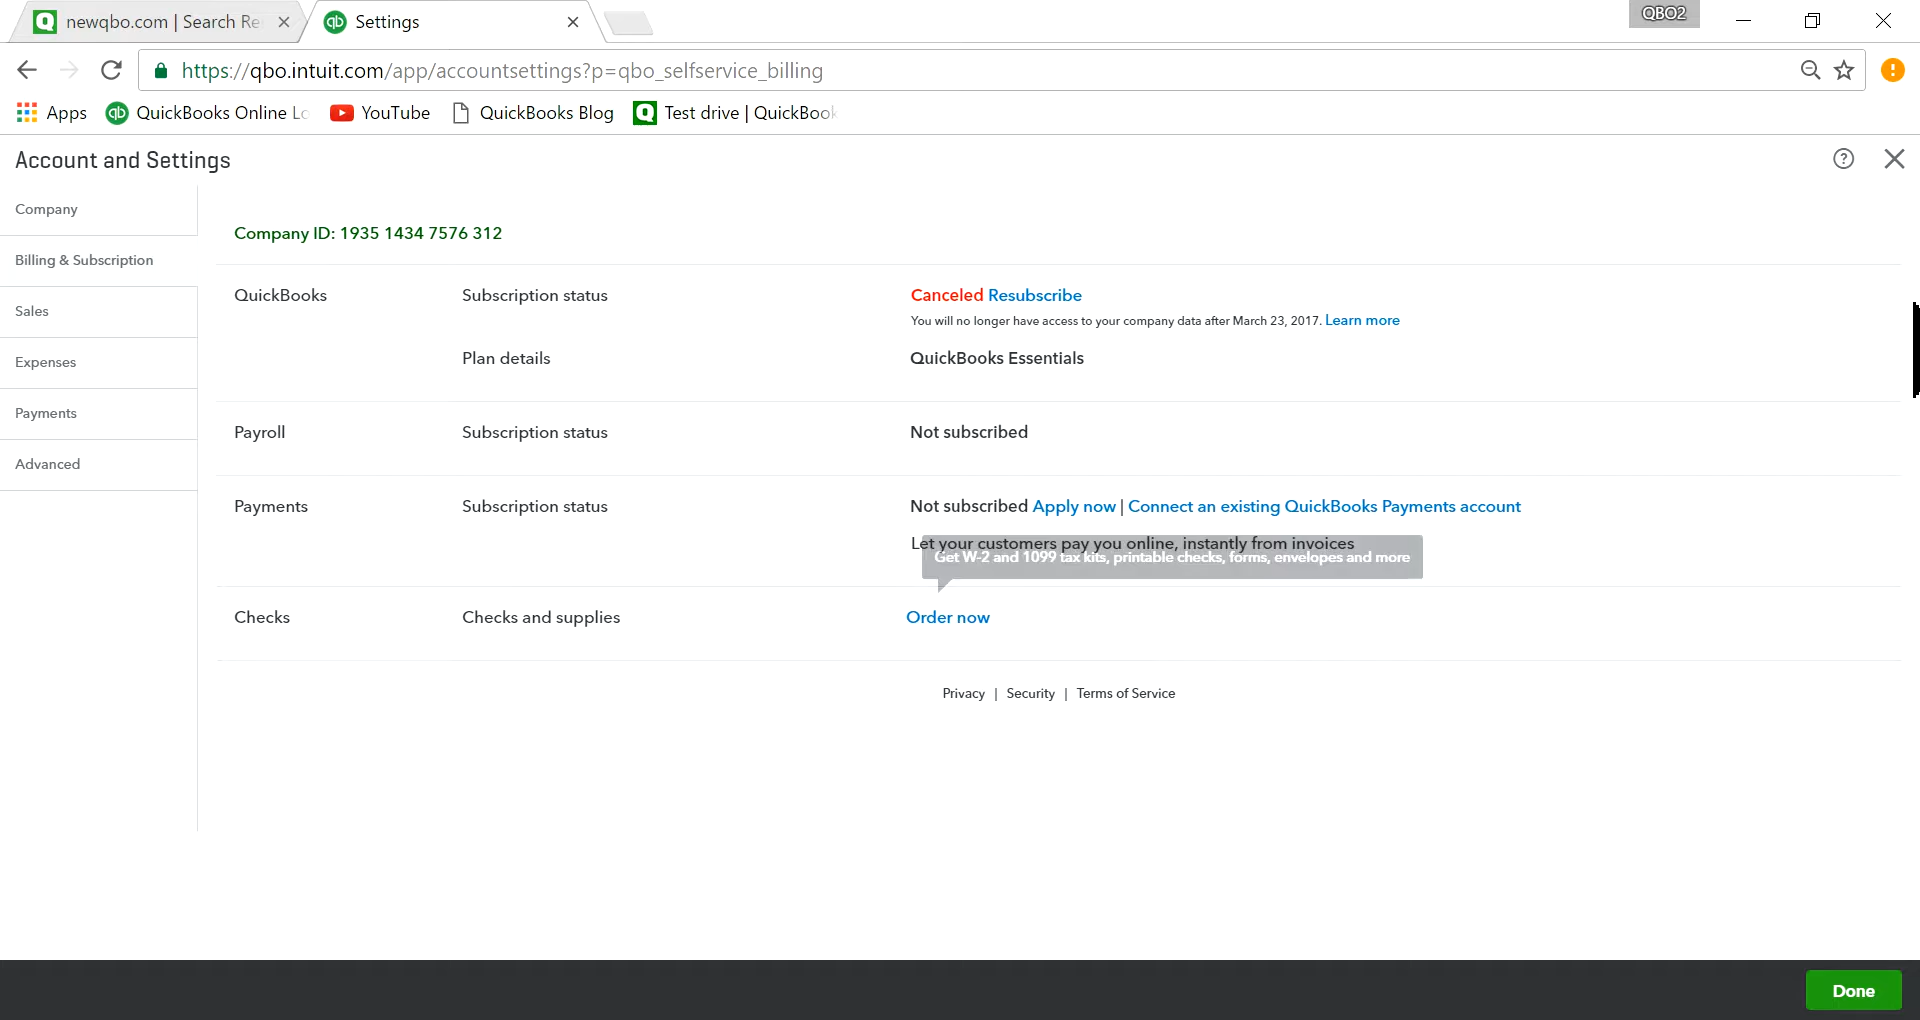 newqbo.com | Search Re
Settings
QBO2
https://qbo.intuit.com/app/accountsettings?p=qbo_selfservice_billing
Apps
QuickBooks Online Lo
YouTube
QuickBooks Blog
Test drive | QuickBook
Account and Settings
Company
Billing & Subscription
Sales
Expenses
Payments
Advanced
Company ID: 1935 1434 7576 312
QuickBooks
Subscription status
Canceled Resubscribe
You will no longer have access to your company data after March 23, 2017. Learn more
Plan details
QuickBooks Essentials
Payroll
Subscription status
Not subscribed
Payments
Subscription status
Not subscribed Apply now | Connect an existing QuickBooks Payments account
Let your customers pay you online, instantly from invoices
Get W-2 and 1099 tax kits, printable checks, forms, envelopes and more
Checks
Checks and supplies
Order now
Privacy | Security | Terms of Service
Done